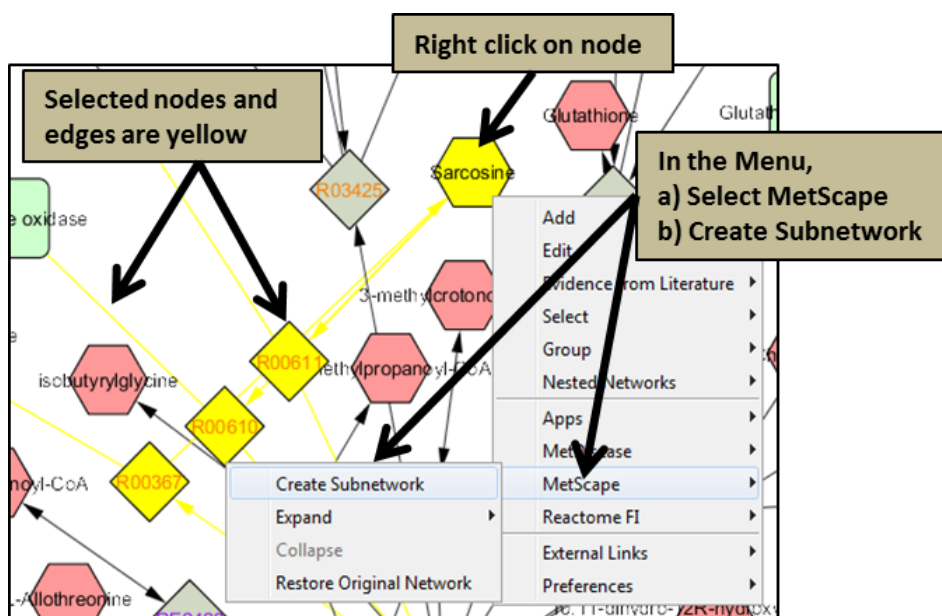 Right click on node
Selected nodes and
edges are yellow
In the Menu,
a) Select MetScape
b) Create Subnetwork
Glutathione
Sarcosine
R03425
e oxidase
R00611
isobutyrylglycine
R00610
R00367
noyl-CoA
-Allothreonine
3-methylcrotono
ethylpropanoyl-CoA
Add
Edit
Evidence from Literature
Select
Group
Nested Networks
Apps
MetDisease
MetScape
Reactome FI
External Links
Preferences
Create Subnetwork
Expand
Collapse
Restore Original Network